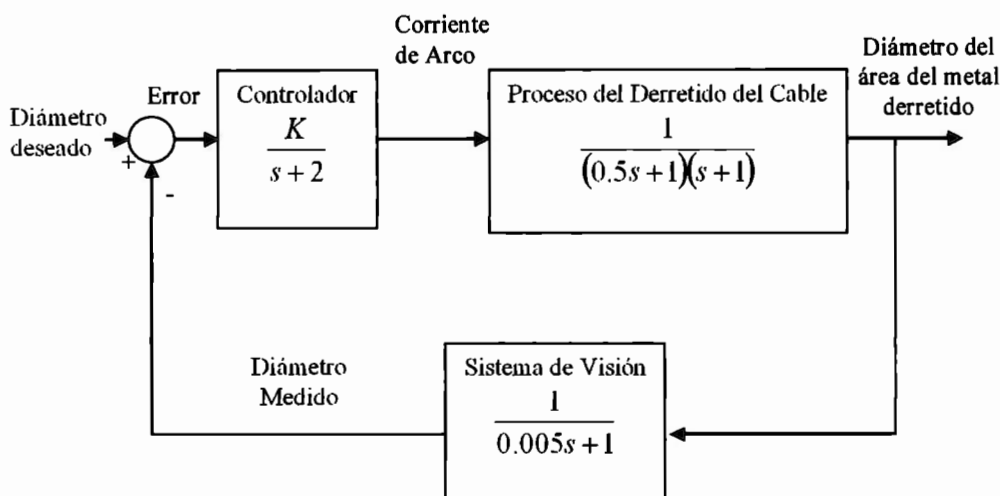 Corriente
de Arco
Diámetro del
área del metal
derretido
Diámetro
deseado
Error
+
-
Controlador
K
s + 2
Proceso del Derretido del Cable
1
(0.5s + 1)(s + 1)
Diámetro
Medido
Sistema de Visión
1
0.005s + 1